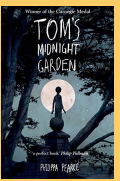 Winner of the Carnegie Medal
TOM'S
MIDNIGHT
GARDEN
'a perfect book' Philip Pullman
PHILIPPA PEARCE